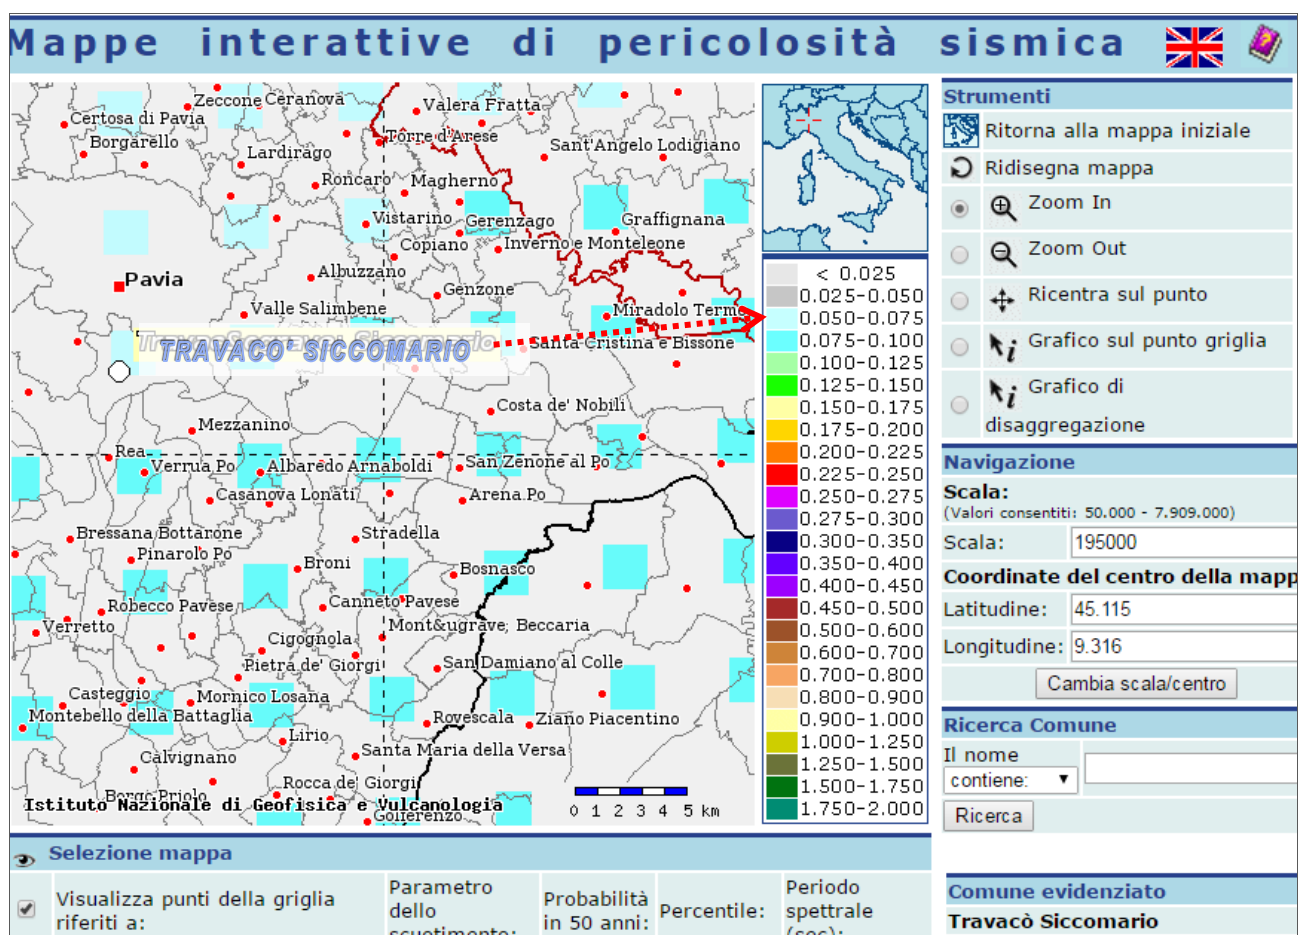 Mappe interattive di pericolosità sismica
Zeccone
Ceranova
Valera Fratta
Certosa di Pavia
Borgarello
Torre d'Arese
Sant'Angelo Lodigiano
Lardirago
Roncaro
Magherno
Vistarino
Gerenzago
Graffignana
Copiano
Inverno e Monteleone
Albuzzano
Pavia
Genzone
Valle Salimbene
Miradolo Terme
TRAVACO' SICCOMARIO
Santa Cristina e Bissone
Costa de' Nobili
Mezzanino
Rea
Verrua Po
Albaredo Arnaboldi
San Zenone al Po
Casanova Lonati
Arena Po
Bressana Bottarone
Stradella
Pinarolo Po
Broni
Bosnasco
Robecco Pavese
Canneto Pavese
Verretto
Cigognola
Mont&ugrave; Beccaria
Pietra de' Giorgi
San Damiano al Colle
Casteggio
Mornico Losana
Montebello della Battaglia
Rovescala
Ziano Piacentino
Lirio
Santa Maria della Versa
Calvignano
Rocca de' Giorgi
Borgo Priolo
Istituto Nazionale di Geofisica e Vulcanologia
Golferenzo
0 1 2 3 4 5 km
< 0.025
0.025-0.050
0.050-0.075
0.075-0.100
0.100-0.125
0.125-0.150
0.150-0.175
0.175-0.200
0.200-0.225
0.225-0.250
0.250-0.275
0.275-0.300
0.300-0.350
0.350-0.400
0.400-0.450
0.450-0.500
0.500-0.600
0.600-0.700
0.700-0.800
0.800-0.900
0.900-1.000
1.000-1.250
1.250-1.500
1.500-1.750
1.750-2.000
Strumenti
Ritorna alla mappa iniziale
Ridisegna mappa
Zoom In
Zoom Out
Ricentra sul punto
Grafico sul punto griglia
Grafico di
disaggregazione
Navigazione
Scala:
(Valori consentiti: 50.000 - 7.909.000)
Scala: 195000
Coordinate del centro della mapp
Latitudine: 45.115
Longitudine: 9.316
Cambia scala/centro
Ricerca Comune
Il nome
contiene:
Ricerca
Comune evidenziato
Travacò Siccomario
Selezione mappa
Visualizza punti della griglia
riferiti a:
Parametro
dello
scuotimento:
Probabilità
in 50 anni:
Percentile:
Periodo
spettrale
(sec):